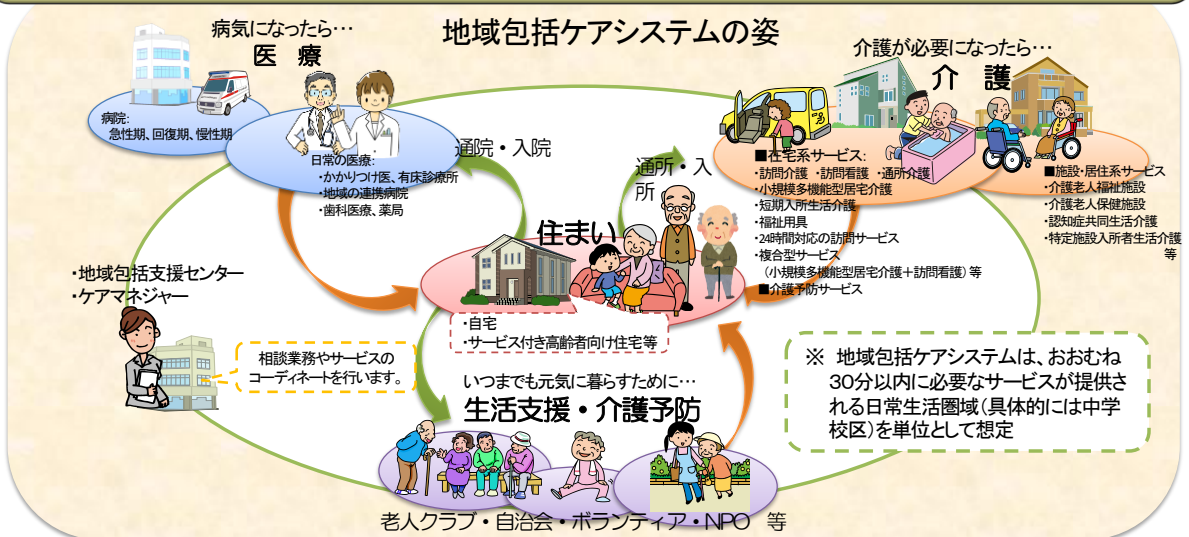 地域包括ケアシステムの姿
病気になったら…
医 療
病院:
急性期、回復期、慢性期
日常の医療:
・かかりつけ医、有床診療所
・地域の連携病院
・歯科医療、薬局
通院・入院
通所・入
所
介護が必要になったら…
介 護
■在宅系サービス:
・訪問介護 ・訪問看護 ・通所介護
・小規模多機能型居宅介護
・短期入所生活介護
・福祉用具
・24時間対応の訪問サービス
・複合型サービス
(小規模多機能型居宅介護+訪問看護)等
■介護予防サービス
■施設・居住系サービス
・介護老人福祉施設
・介護老人保健施設
・認知症共同生活介護
・特定施設入所者生活介護
等
住まい
・自宅
・サービス付き高齢者向け住宅等
・地域包括支援センター
・ケアマネジャー
相談業務やサービスの
コーディネートを行います。
いつまでも元気に暮らすために…
生活支援・介護予防
老人クラブ・自治会・ボランティア・NPO 等
※ 地域包括ケアシステムは、おおむね
30分以内に必要なサービスが提供さ
れる日常生活圏域(具体的には中学
校区)を単位として想定